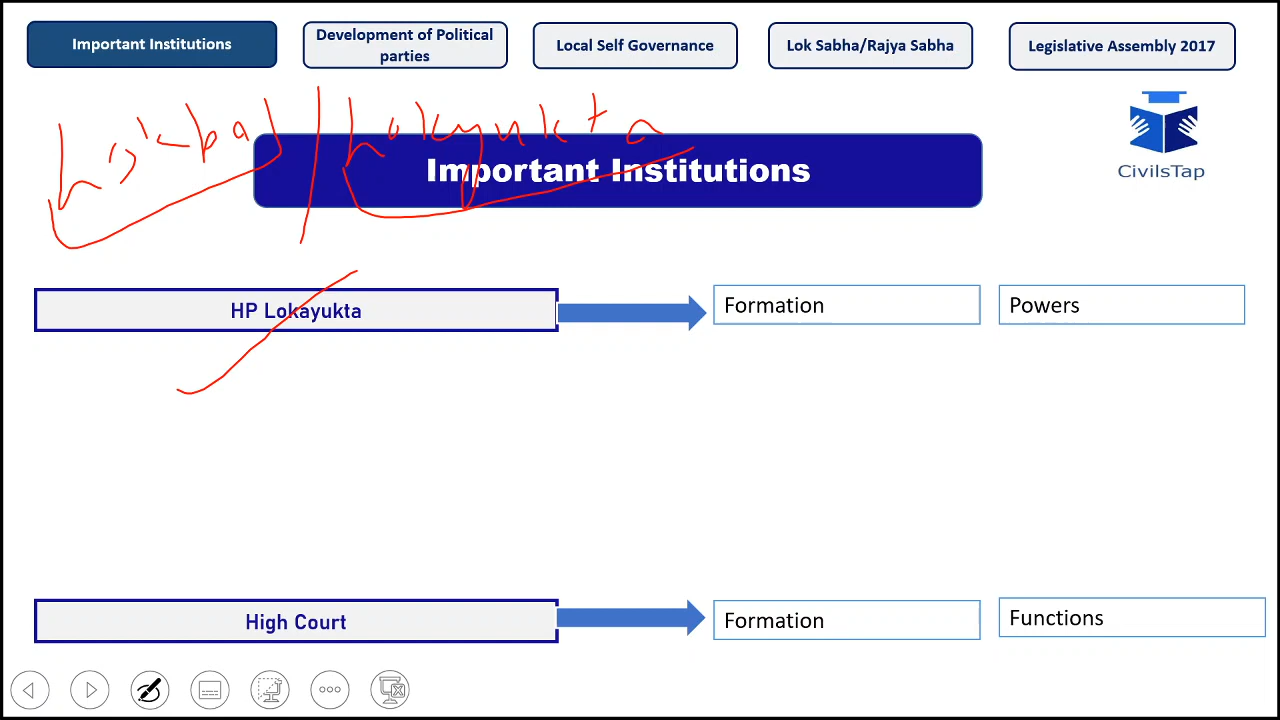 Important Institutions
Development of Political
parties
Local Self Governance
Lok Sabha/Rajya Sabha
Legislative Assembly 2017
Lokpal / Lokyukta
Important Institutions
CivilsTap
HP Lokayukta
Formation
Powers
High Court
Formation
Functions